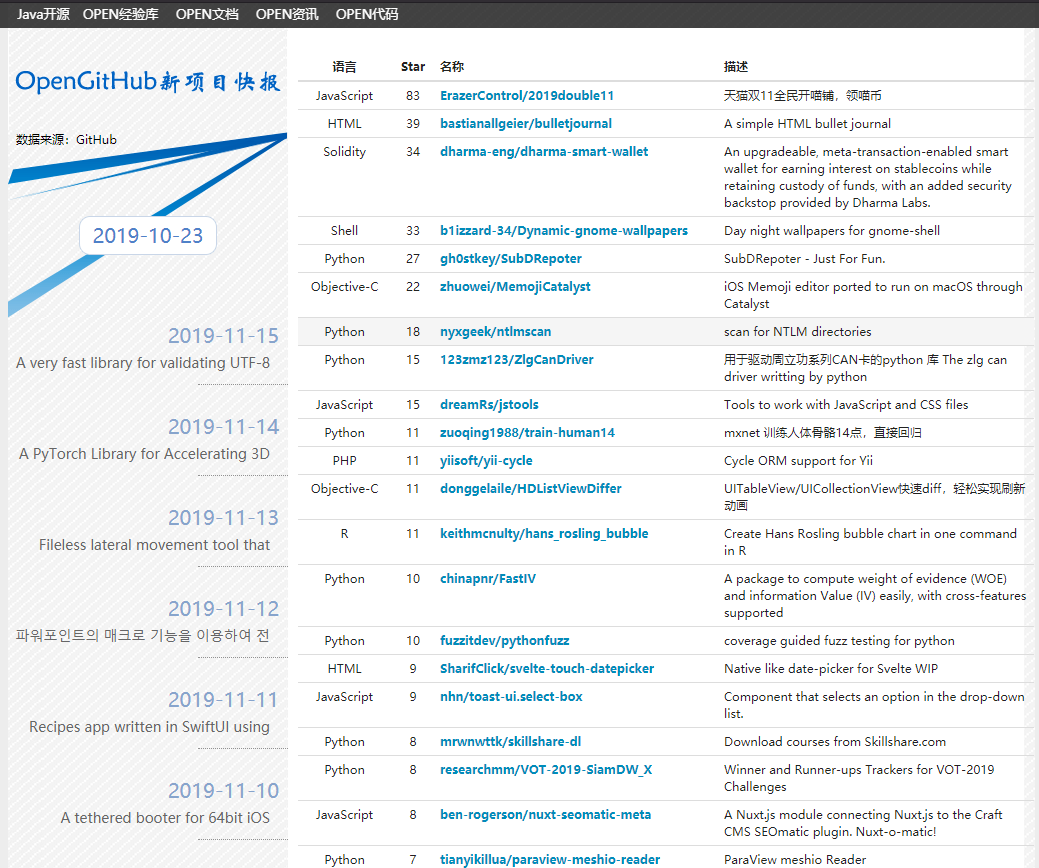 Java开源 OPEN经验库 OPEN文档 OPEN资讯 OPEN代码
OpenGitHub新项目快报
数据来源：GitHub
2019-10-23
2019-11-15
A very fast library for validating UTF-8
2019-11-14
A PyTorch Library for Accelerating 3D
2019-11-13
Fileless lateral movement tool that
2019-11-12
파워포인트의 매크로 기능을 이용하여 전
2019-11-11
Recipes app written in SwiftUI using
2019-11-10
A tethered booter for 64bit iOS
语言 Star 名称 描述
JavaScript 83 ErazerControl/2019double11 天猫双11全民开喵铺，领喵币
HTML 39 bastianallgeier/bulletjournal A simple HTML bullet journal
Solidity 34 dharma-eng/dharma-smart-wallet An upgradeable, meta-transaction-enabled smart
wallet for earning interest on stablecoins while
retaining custody of funds, with an added security
backstop provided by Dharma Labs.
Shell 33 b1izzard-34/Dynamic-gnome-wallpapers Day night wallpapers for gnome-shell
Python 27 gh0stkey/SubDRepoter SubDRepoter - Just For Fun.
Objective-C 22 zhuowei/MemojiCatalyst iOS Memoji editor ported to run on macOS through
Catalyst
Python 18 nyxgeek/ntlmscan scan for NTLM directories
Python 15 123zmz123/ZlgCanDriver 用于驱动周立功系列CAN卡的python 库 The zlg can
driver writting by python
JavaScript 15 dreamRs/jstools Tools to work with JavaScript and CSS files
Python 11 zuoqing1988/train-human14 mxnet 训练人体骨骼14点，直接回归
PHP 11 yiisoft/yii-cycle Cycle ORM support for Yii
Objective-C 11 donggelaile/HDListViewDiffer UITableView/UICollectionView快速diff，轻松实现刷新
动画
R 11 keithmcnulty/hans_rosling_bubble Create Hans Rosling bubble chart in one command
in R
Python 10 chinapnr/FastIV A package to compute weight of evidence (WOE)
and information Value (IV) easily, with cross-features
supported
Python 10 fuzzitdev/pythonfuzz coverage guided fuzz testing for python
HTML 9 SharifClick/svelte-touch-datepicker Native like date-picker for Svelte WIP
JavaScript 9 nhn/toast-ui.select-box Component that selects an option in the drop-down
list.
Python 8 mrwnwttk/skillshare-dl Download courses from Skillshare.com
Python 8 researchmm/VOT-2019-SiamDW_X Winner and Runner-ups Trackers for VOT-2019
Challenges
JavaScript 8 ben-rogerson/nuxt-seomatic-meta A Nuxt.js module connecting Nuxt.js to the Craft
CMS SEOmatic plugin. Nuxt-o-matic!
Python 7 tianyikillua/paraview-meshio-reader ParaView meshio Reader